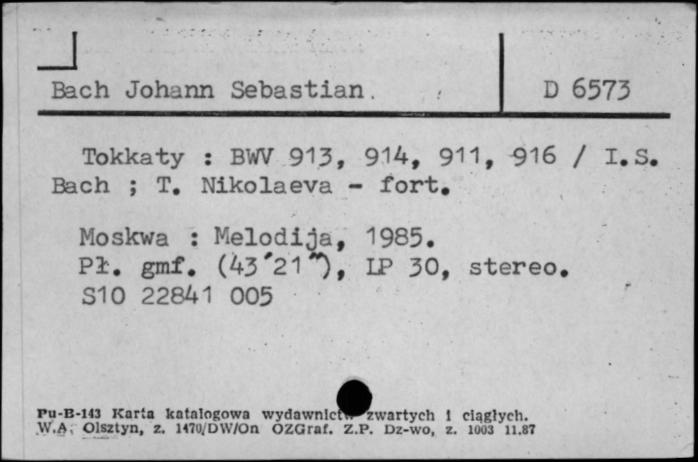 Bach Johann Sebastian. D 6573
Tokkaty : BWV 913, 914, 911, 916 / I.S.
Bach ; T. Nikolaeva - fort.
Moskwa : Melodija, 1985.
Pł. gmf. (43´21˝), LP 30, stereo.
S10 22841 005
Pu-B-143 Karta katalogowa wydawnictw zwartych i ciągłych.
W.A. Olsztyn, z. 1470/DW/On OZGraf. Z.P. Dz-wo, z. 1003 11.87